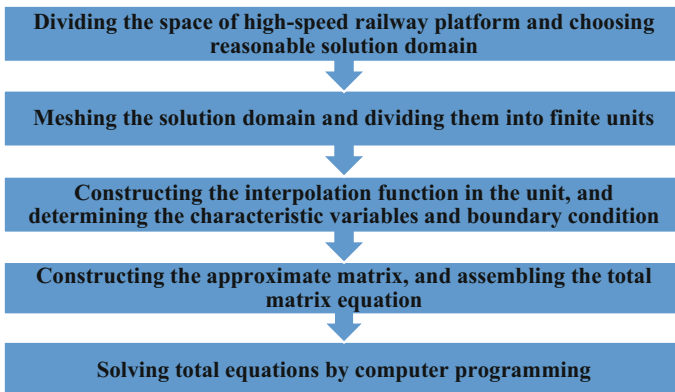 Dividing the space of high-speed railway platform and choosing
reasonable solution domain
Meshing the solution domain and dividing them into finite units
Constructing the interpolation function in the unit, and
determining the characteristic variables and boundary condition
Constructing the approximate matrix, and assembling the total
matrix equation
Solving total equations by computer programming